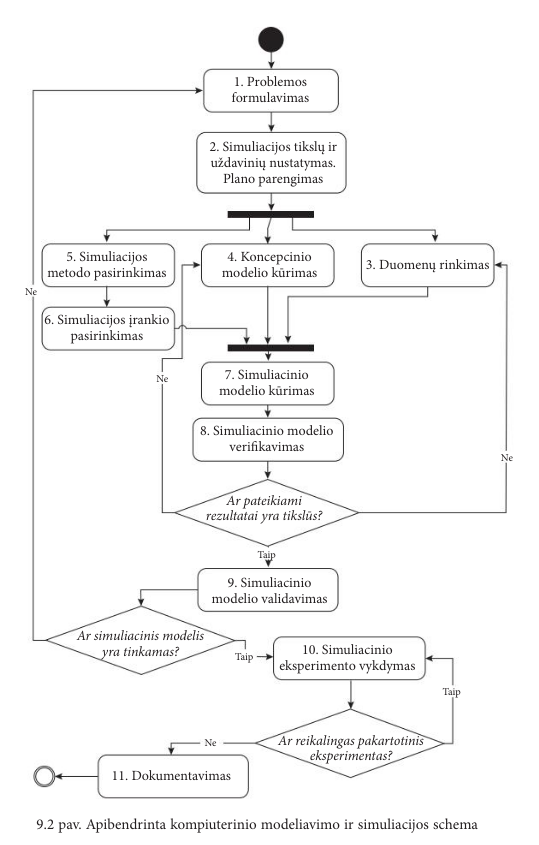 1. Problemos
formulavimas
2. Simuliacijos tikslų ir
uždavinių nustatymas.
Plano parengimas
5. Simuliacijos
metodo pasirinkimas
4. Koncepcinio
modelio kūrimas
3. Duomenų rinkimas
Ne
6. Simuliacijos įrankio
pasirinkimas
7. Simuliacinio
modelio kūrimas
Ne
8. Simuliacinio modelio
verifikavimas
Ne
Ar pateikiami
rezultatai yra tikslūs?
Taip
9. Simuliacinio
modelio validavimas
Ar simuliacinis modelis
yra tinkamas?
Taip
10. Simuliacinio
eksperimento vykdymas
Taip
Ar reikalingas pakartotinis
eksperimentas?
Ne
11. Dokumentavimas
9.2 pav. Apibendrinta kompiuterinio modeliavimo ir simuliacijos schema